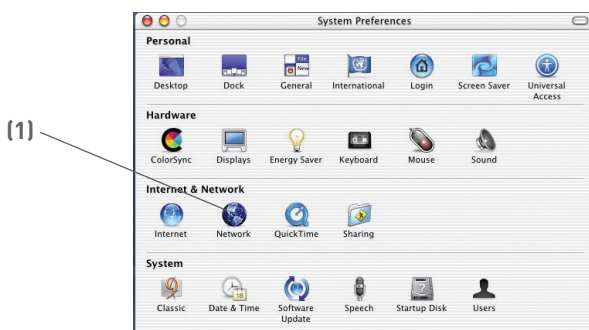 System Preferences
Personal
Desktop Dock General International Login Screen Saver Universal Access
Hardware
(1)
ColorSync Displays Energy Saver Keyboard Mouse Sound
Internet & Network
Internet Network QuickTime Sharing
System
Classic Date & Time Software Update Speech Startup Disk Users